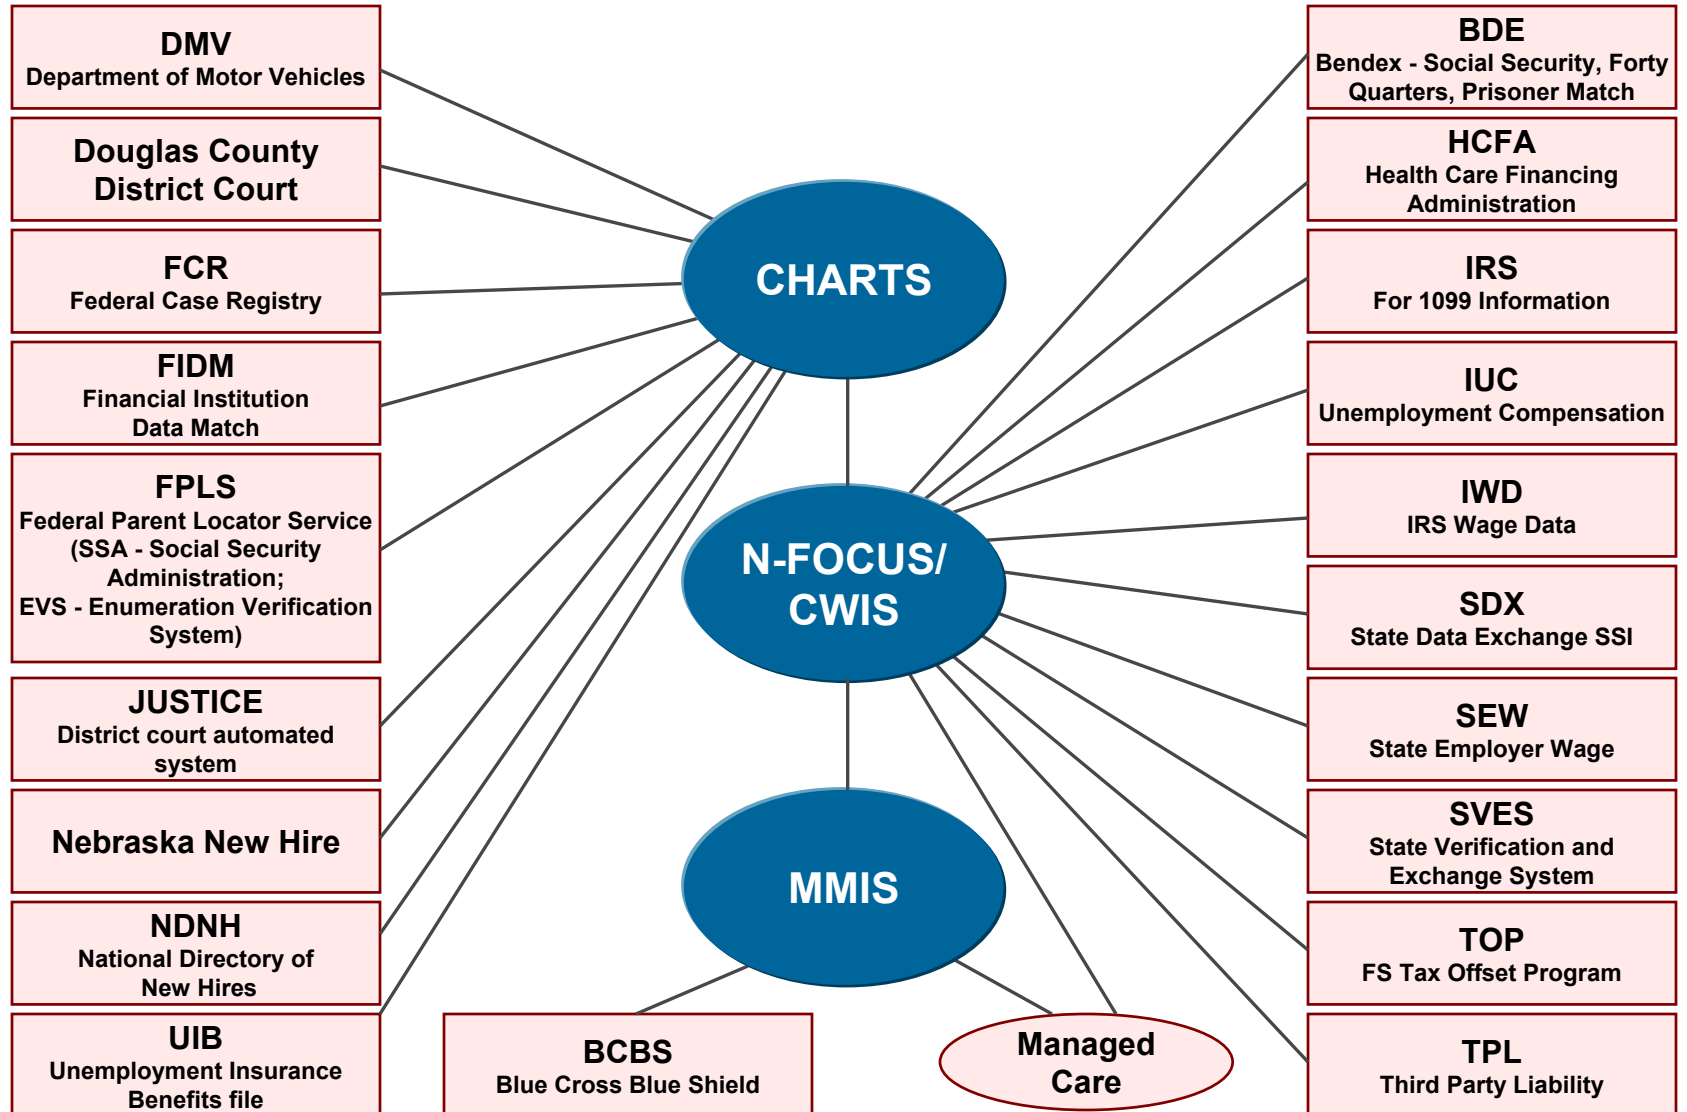 DMV
Department of Motor Vehicles
Douglas County
District Court
FCR
Federal Case Registry
FIDM
Financial Institution
Data Match
FPLS
Federal Parent Locator Service
(SSA - Social Security
Administration;
EVS - Enumeration Verification
System)
JUSTICE
District court automated
system
Nebraska New Hire
NDNH
National Directory of
New Hires
UIB
Unemployment Insurance
Benefits file
CHARTS
N-FOCUS/
CWIS
MMIS
BCBS
Blue Cross Blue Shield
Managed
Care
BDE
Bendex - Social Security, Forty
Quarters, Prisoner Match
HCFA
Health Care Financing
Administration
IRS
For 1099 Information
IUC
Unemployment Compensation
IWD
IRS Wage Data
SDX
State Data Exchange SSI
SEW
State Employer Wage
SVES
State Verification and
Exchange System
TOP
FS Tax Offset Program
TPL
Third Party Liability